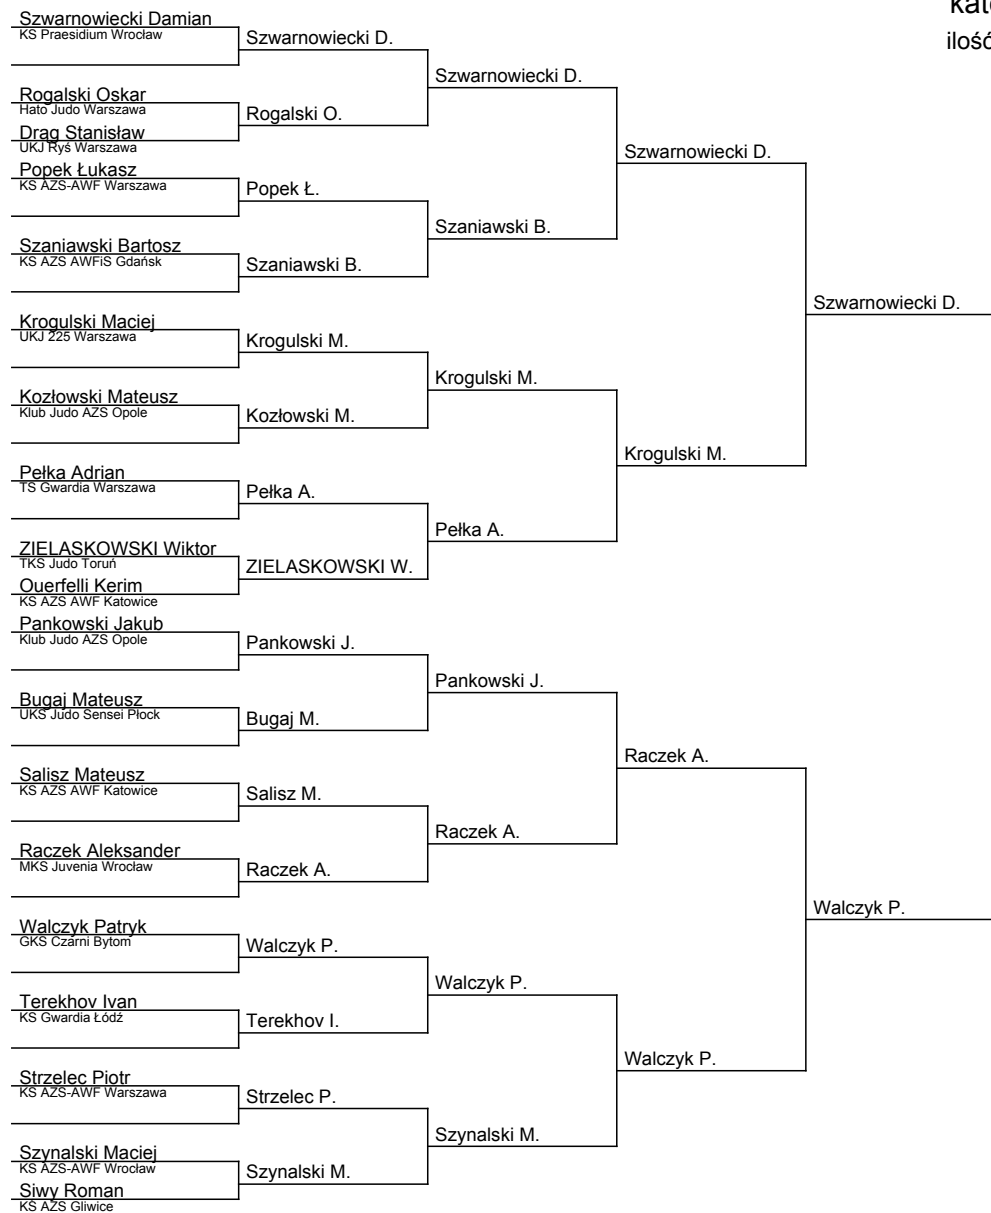 kat
ilość
Szwarnowiecki Damian
KS Praesidium Wrocław
Rogalski Oskar
Hato Judo Warszawa
Drąg Stanisław
UKJ Ryś Warszawa
Popek Łukasz
KS AZS-AWF Warszawa
Szaniawski Bartosz
KS AZS AWFiS Gdańsk
Krogulski Maciej
UKJ 225 Warszawa
Kozłowski Mateusz
Klub Judo AZS Opole
Pełka Adrian
TS Gwardia Warszawa
ZIELASKOWSKI Wiktor
TKS Judo Toruń
Ouerfelli Kerim
KS AZS AWF Katowice
Pankowski Jakub
Klub Judo AZS Opole
Bugaj Mateusz
UKS Judo Sensei Płock
Salisz Mateusz
KS AZS AWF Katowice
Raczek Aleksander
MKS Juvenia Wrocław
Walczyk Patryk
GKS Czarni Bytom
Terekhov Ivan
KS Gwardia Łódź
Strzelec Piotr
KS AZS-AWF Warszawa
Szynalski Maciej
KS AZS-AWF Wrocław
Siwy Roman
KS AZS Gliwice
Szwarnowiecki D.
Rogalski O.
Popek Ł.
Szaniawski B.
Krogulski M.
Kozłowski M.
Pełka A.
ZIELASKOWSKI W.
Pankowski J.
Bugaj M.
Salisz M.
Raczek A.
Walczyk P.
Terekhov I.
Strzelec P.
Szynalski M.
Szwarnowiecki D.
Szaniawski B.
Krogulski M.
Pełka A.
Pankowski J.
Raczek A.
Walczyk P.
Szynalski M.
Szwarnowiecki D.
Krogulski M.
Raczek A.
Walczyk P.
Szwarnowiecki D.
Walczyk P.